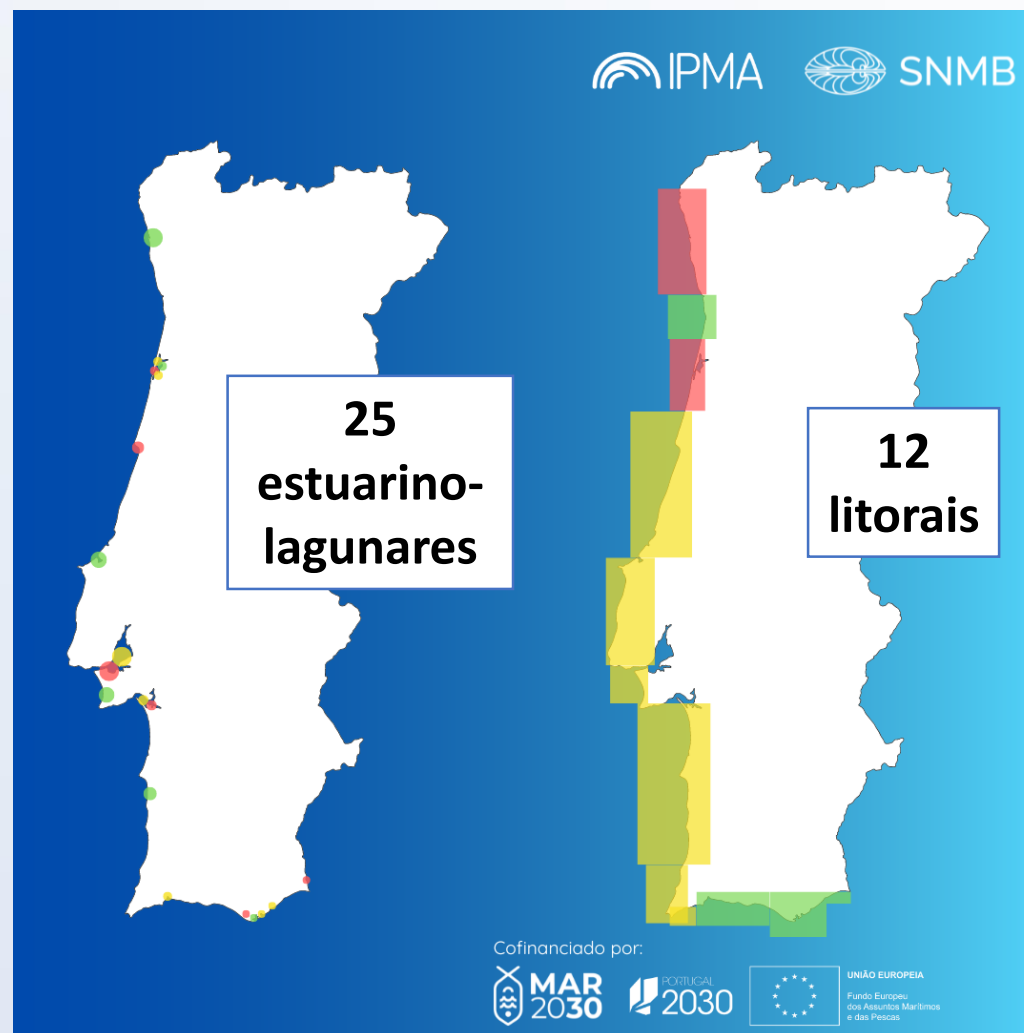 IPMA
SNMB
25
estuarino-
lagunares
12
litorais
Cofinanciado por:
MAR
2030
PORTUGAL
2030
UNIÃO EUROPEIA
Fundo Europeu
dos Assuntos Marítimos
e das Pescas